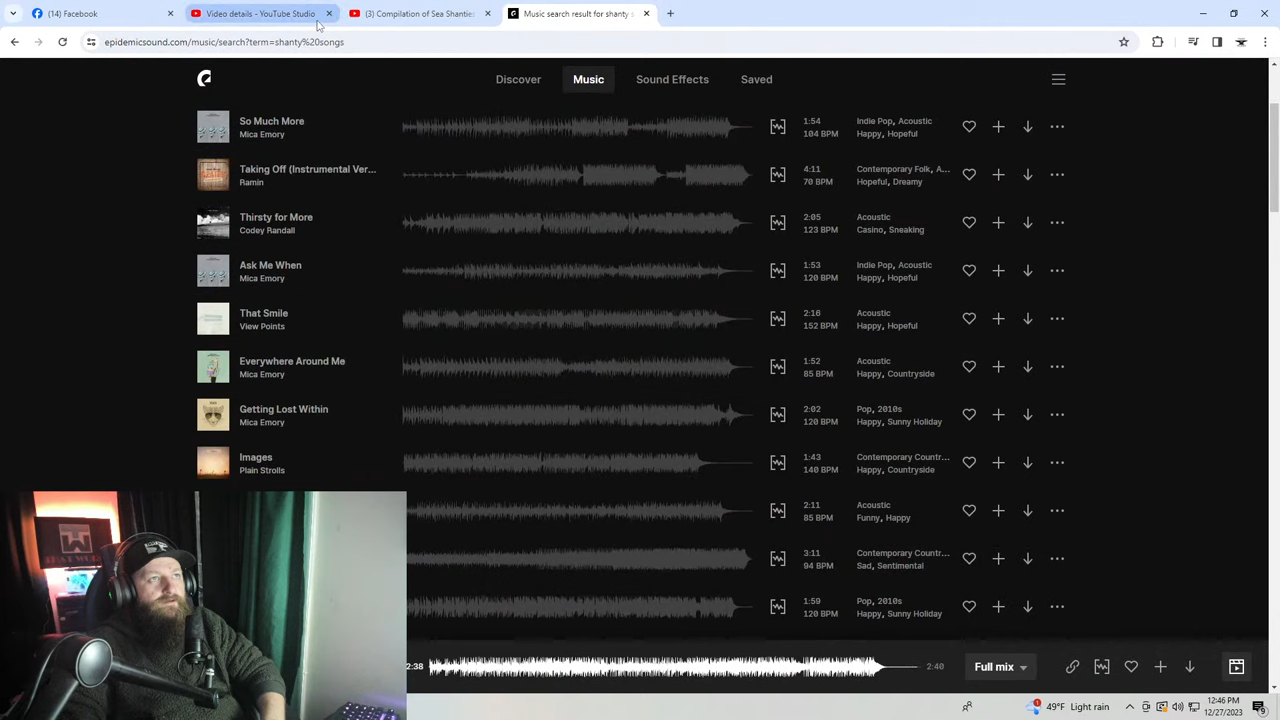 (14) Facebook
Video details - YouTube Studio
(3) Compilation of Sea Shanties
Music search result for shanty s
epidemicsound.com/music/search?term=shanty%20songs
Discover
Music
Sound Effects
Saved
So Much More
Mica Emory
1:54
104 BPM
Indie Pop, Acoustic
Happy, Hopeful
Taking Off (Instrumental Ver...
Ramin
4:11
70 BPM
Contemporary Folk, A...
Hopeful, Dreamy
Thirsty for More
Codey Randall
2:05
123 BPM
Acoustic
Casino, Sneaking
Ask Me When
Mica Emory
1:53
120 BPM
Indie Pop, Acoustic
Happy, Hopeful
That Smile
View Points
2:16
152 BPM
Acoustic
Happy, Hopeful
Everywhere Around Me
Mica Emory
1:52
85 BPM
Acoustic
Happy, Countryside
Getting Lost Within
Mica Emory
2:02
120 BPM
Pop, 2010s
Happy, Sunny Holiday
Images
Plain Strolls
1:43
140 BPM
Contemporary Countr...
Happy, Countryside
2:11
85 BPM
Acoustic
Funny, Happy
3:11
94 BPM
Contemporary Countr...
Sad, Sentimental
1:59
120 BPM
Pop, 2010s
Happy, Sunny Holiday
2:38
2:40
Full mix
49°F Light rain
12:46 PM
12/27/2023